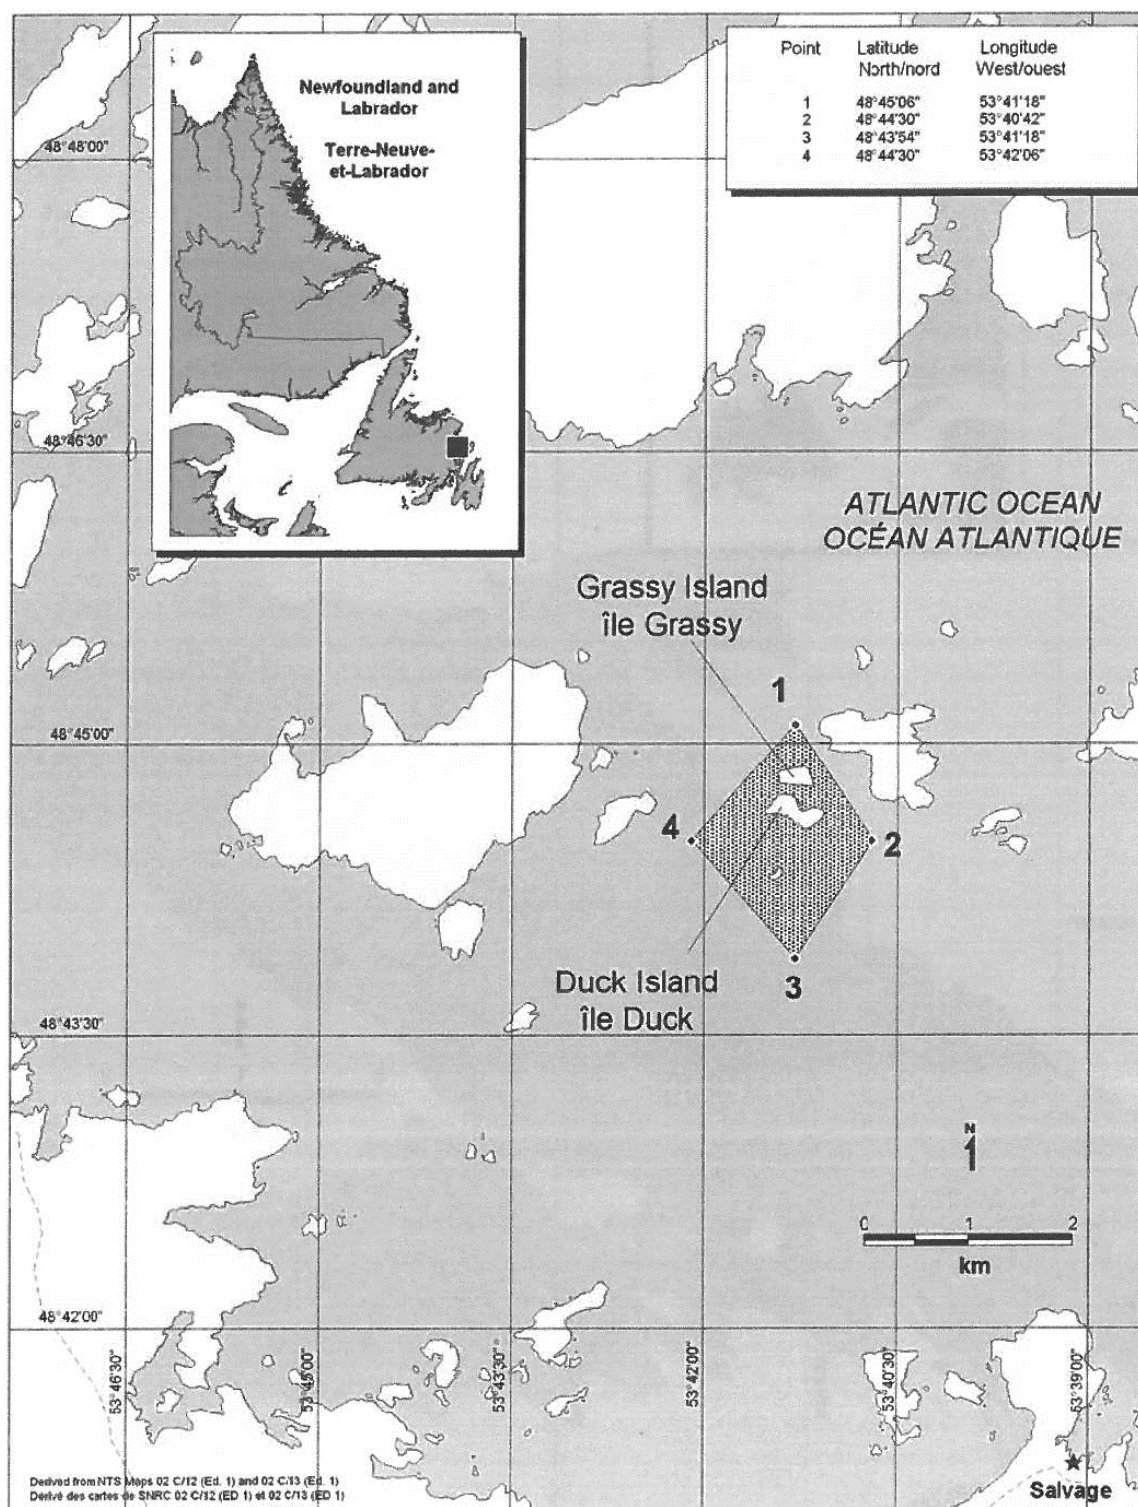 Point Latitude Longitude
North/nord West/ouest
1 48°45'06" 53°41'18"
2 48°44'30" 53°40'42"
3 48°43'54" 53°41'18"
4 48°44'30" 53°42'06"
Newfoundland and
Labrador
Terre-Neuve-
et-Labrador
48°48'00"
48°46'30"
ATLANTIC OCEAN
OCÉAN ATLANTIQUE
Grassy Island
île Grassy
1
48°45'00"
4
2
Duck Island
île Duck
3
48°43'30"
N
0 1 2
km
48°42'00"
53°46'30"
53°45'00"
53°43'30"
53°42'00"
53°40'30"
53°39'00"
Salvage
Derived from NTS Maps 02 C/12 (Ed. 1) and 02 C/13 (Ed. 1)
Derivé des cartes de SNRC 02 C/12 (ED 1) et 02 C/13 (ED 1)